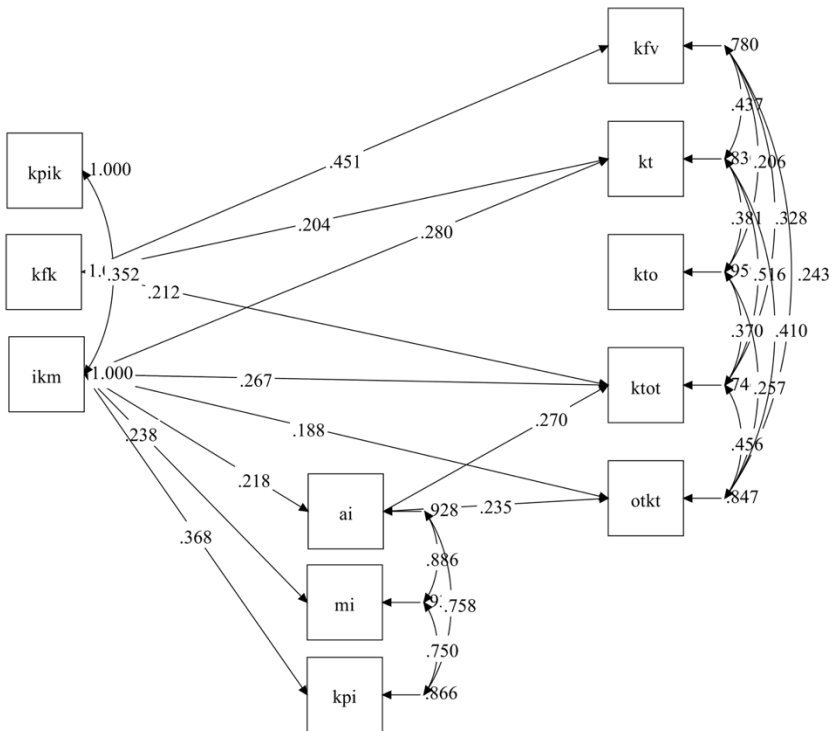 kfv
.780
.437
kpik
1.000
.451
kt
.206
.204
.280
.381
.328
kfk
.352
kto
.516
.243
.212
.370
.410
ikm
1.000
.267
ktot
.257
.238
.188
.270
.456
.218
ai
.928
.235
otkt
.847
.368
.886
mi
.758
.750
kpi
.866